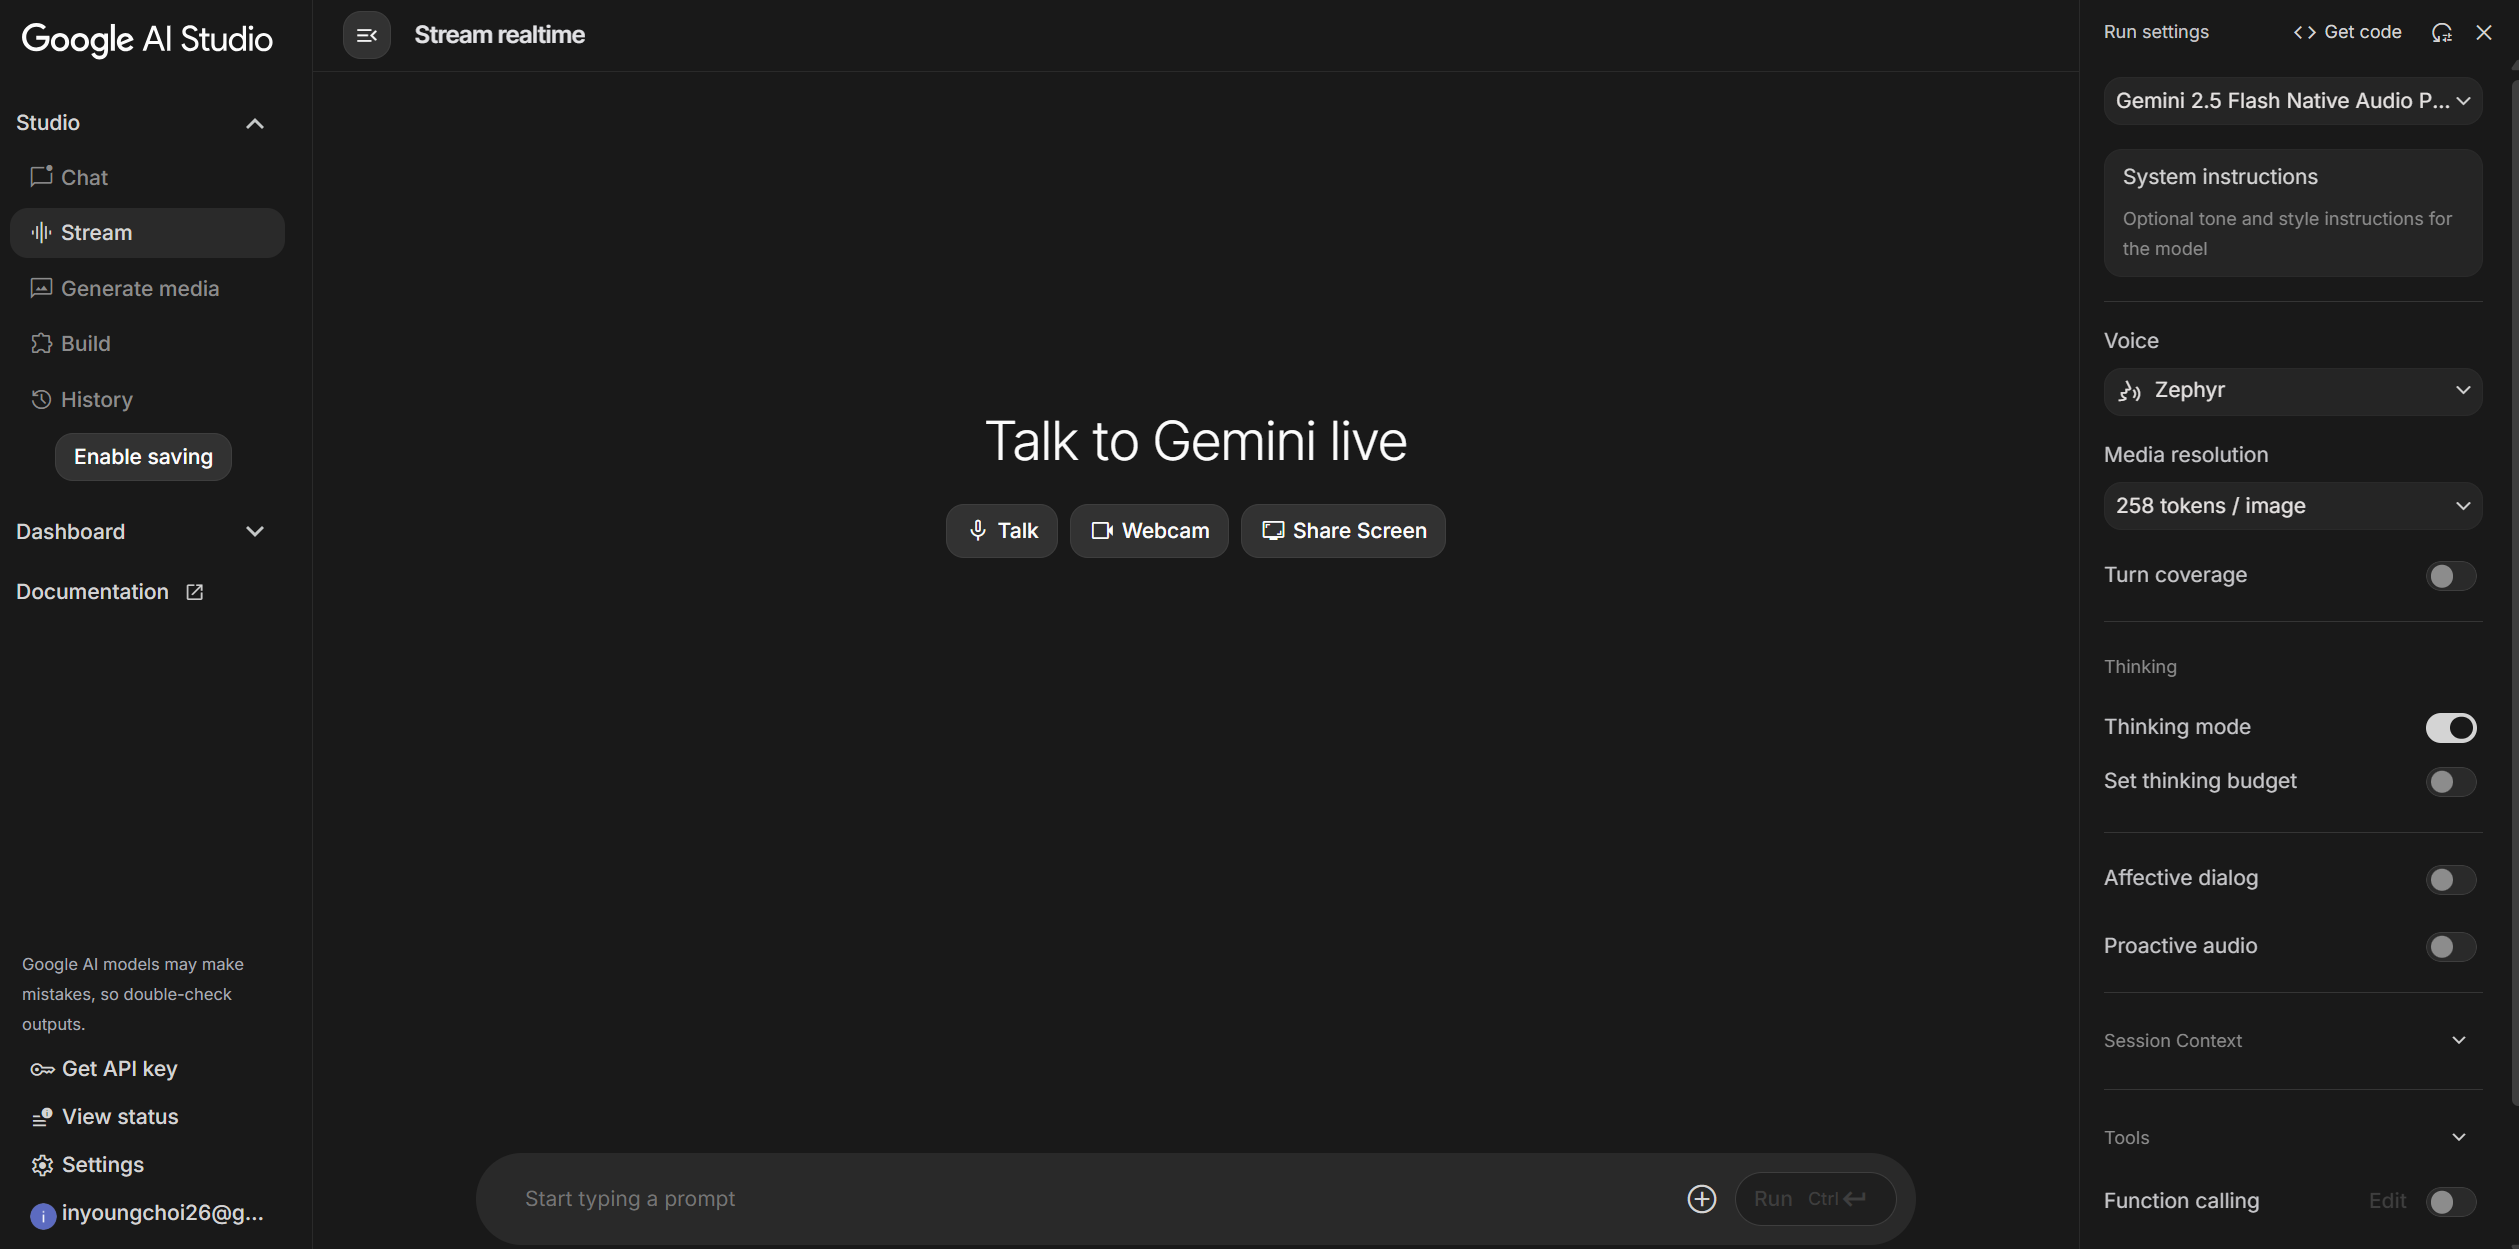 Google AI Studio
Studio
Chat
Stream
Generate media
Build
History
Enable saving
Dashboard
Documentation
Google AI models may make
mistakes, so double-check
outputs.
Get API key
View status
Settings
i inyoungchoi26@g...
Stream realtime
Talk to Gemini live
Talk Webcam Share Screen
Start typing a prompt
Run Ctrl
Run settings <> Get code
Gemini 2.5 Flash Native Audio P...
System instructions
Optional tone and style instructions for
the model
Voice
Zephyr
Media resolution
258 tokens / image
Turn coverage
Thinking
Thinking mode
Set thinking budget
Affective dialog
Proactive audio
Session Context
Tools
Function calling Edit